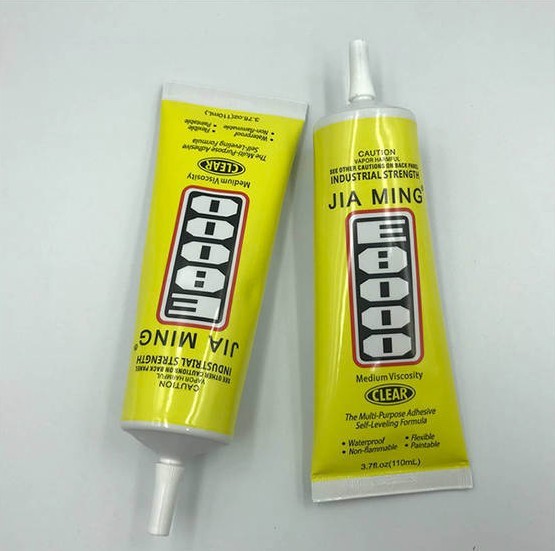 CAUTION
VAPOR HARMFUL
SEE OTHER CAUTIONS ON BACK PANEL
INDUSTRIAL STRENGTH
JIA MING®
E8000
Medium Viscosity
CLEAR
The Multi-Purpose Adhesive
Self-Leveling Formula
• Waterproof • Flexible
• Non-flammable • Paintable
3.7fl.oz(110mL)
CAUTION
VAPOR HARMFUL
SEE OTHER CAUTIONS ON BACK PANEL
INDUSTRIAL STRENGTH
JIA MING®
E8000
Medium Viscosity
CLEAR
The Multi-Purpose Adhesive
Self-Leveling Formula
• Waterproof • Flexible
• Non-flammable • Paintable
3.7fl.oz(110mL)